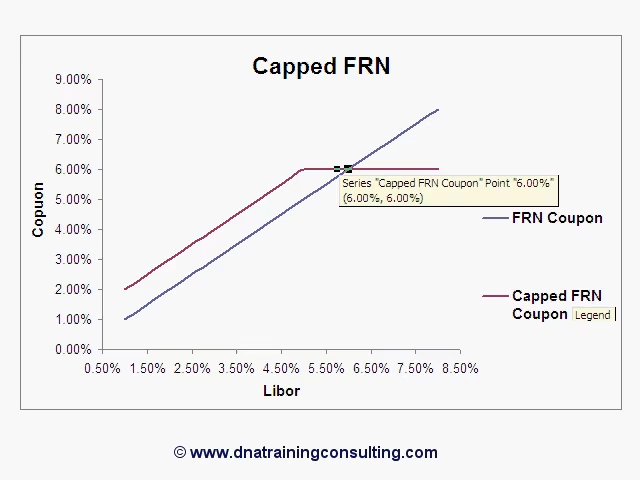 Capped FRN
9.00%
8.00%
7.00%
6.00%
5.00%
4.00%
3.00%
2.00%
1.00%
0.00%
Copuon
Series "Capped FRN Coupon" Point "6.00%"
(6.00%, 6.00%)
FRN Coupon
Capped FRN
Coupon
Legend
0.50% 1.50% 2.50% 3.50% 4.50% 5.50% 6.50% 7.50% 8.50%
Libor
© www.dnatrainingconsulting.com